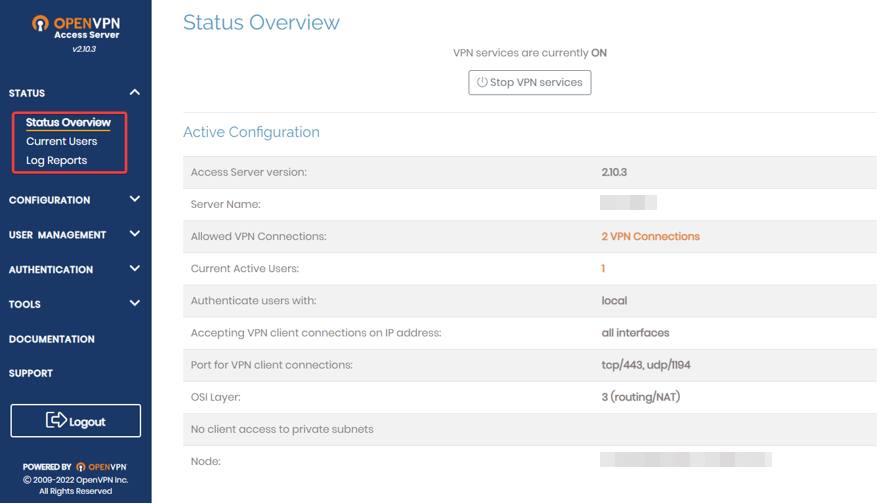 OPENVPN
Access Server
v2.10.3
STATUS
Status Overview
Current Users
Log Reports
CONFIGURATION
USER MANAGEMENT
AUTHENTICATION
TOOLS
DOCUMENTATION
SUPPORT
Logout
POWERED BY OPENVPN
© 2009-2022 OpenVPN Inc.
All Rights Reserved
Status Overview
VPN services are currently ON
Stop VPN services
Active Configuration
Access Server version: 2.10.3
Server Name:
Allowed VPN Connections: 2 VPN Connections
Current Active Users: 1
Authenticate users with: local
Accepting VPN client connections on IP address: all interfaces
Port for VPN client connections: tcp/443, udp/1194
OSI Layer: 3 (routing/NAT)
No client access to private subnets
Node: